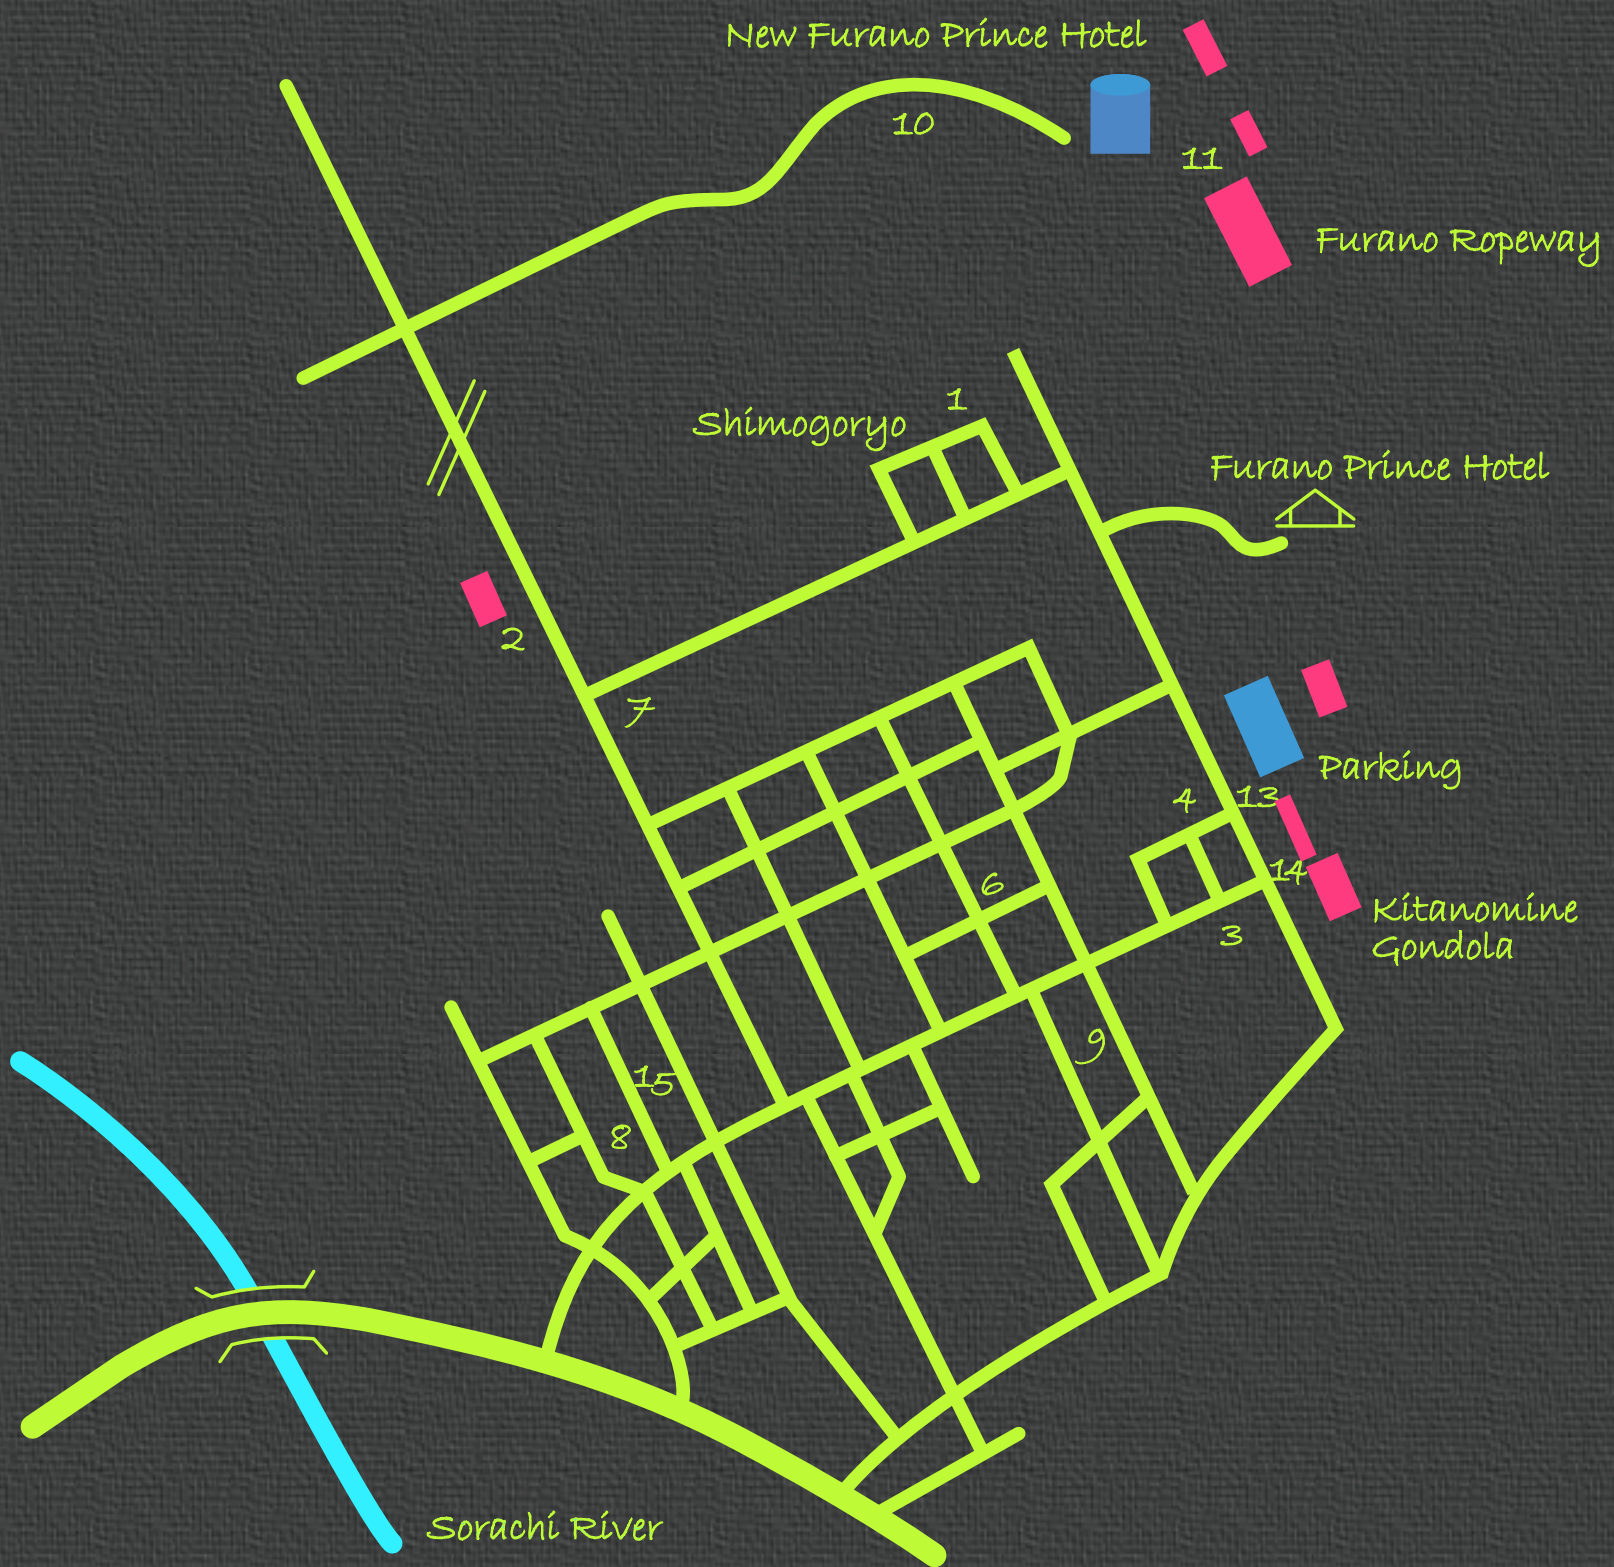 New Furano Prince Hotel
10
11
Furano Ropeway
1
Shimogoryo
Furano Prince Hotel
2
7
Parking
4
13
14
6
Kitanomine
Gondola
3
9
15
8
Sorachi River